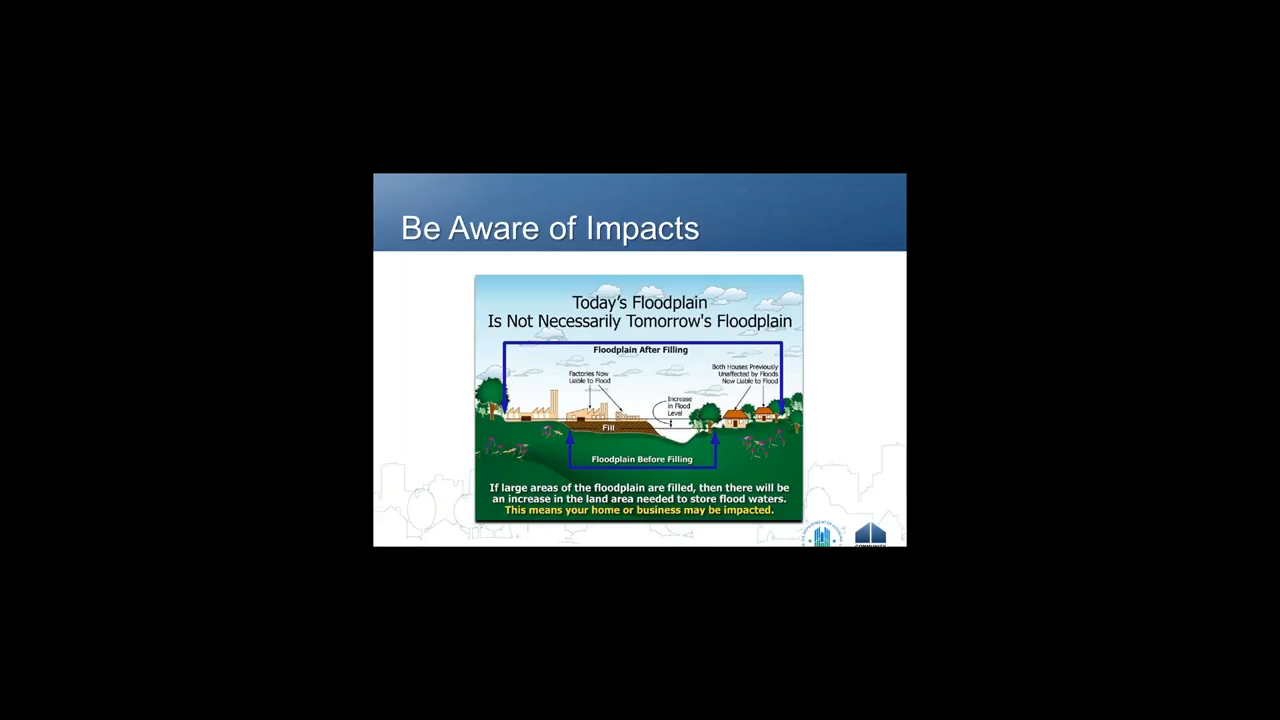 Be Aware of Impacts
Today's Floodplain
Is Not Necessarily Tomorrow's Floodplain
Floodplain After Filling
Factories Now
Liable to Flood
Both Houses Previously
Unaffected by Floods
Now Liable to Flood
Increase
in Flood
Level
Fill
Floodplain Before Filling
If large areas of the floodplain are filled, then there will be
an increase in the land area needed to store flood waters.
This means your home or business may be impacted.
COMMUNITY